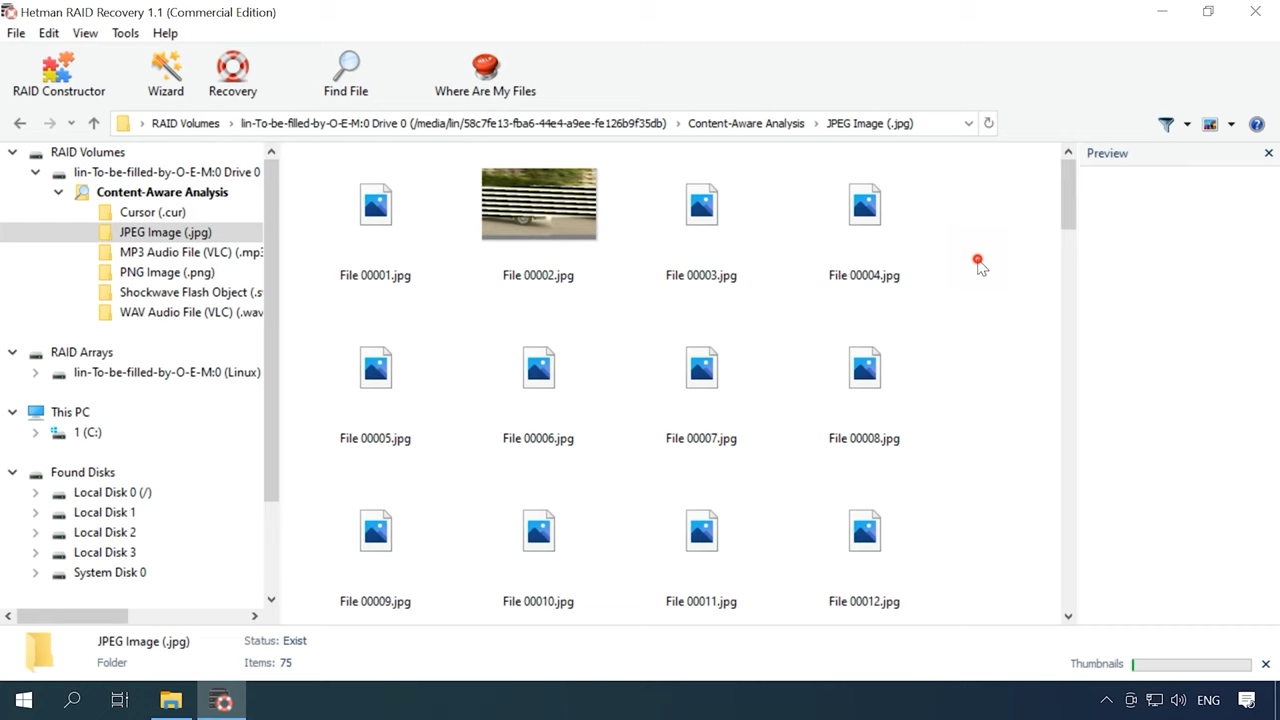 Hetman RAID Recovery 1.1 (Commercial Edition)
File Edit View Tools Help
RAID Constructor Wizard Recovery Find File Where Are My Files
RAID Volumes lin-To-be-filled-by-O-E-M:0 Drive 0 (/media/lin/58c7fe13-fba6-44e4-a9ee-fe126b9f35db) Content-Aware Analysis JPEG Image (.jpg)
RAID Volumes
lin-To-be-filled-by-O-E-M:0 Drive 0
Content-Aware Analysis
Cursor (.cur)
JPEG Image (.jpg)
MP3 Audio File (VLC) (.mp3
PNG Image (.png)
Shockwave Flash Object (.s
WAV Audio File (VLC) (.wav
RAID Arrays
lin-To-be-filled-by-O-E-M:0 (Linux)
This PC
1 (C:)
Found Disks
Local Disk 0 (/)
Local Disk 1
Local Disk 2
Local Disk 3
System Disk 0
File 00001.jpg File 00002.jpg File 00003.jpg File 00004.jpg
File 00005.jpg File 00006.jpg File 00007.jpg File 00008.jpg
File 00009.jpg File 00010.jpg File 00011.jpg File 00012.jpg
Preview
JPEG Image (.jpg) Status: Exist
Folder Items: 75
Thumbnails
ENG